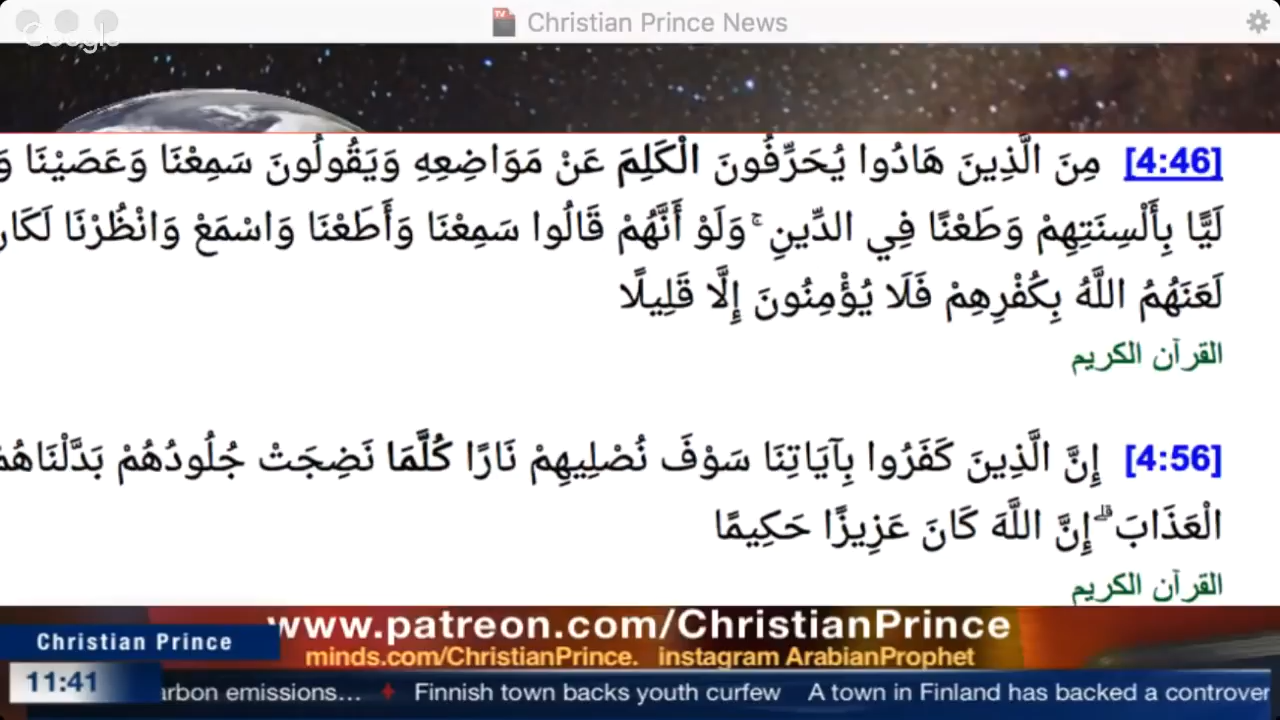 Christian Prince News
Google
[4:46] مِنَ الَّذِينَ هَادُوا يُحَرِّفُونَ الْكَلِمَ عَنْ مَوَاضِعِهِ وَيَقُولُونَ سَمِعْنَا وَعَصَيْنَا
لَيًّا بِأَلْسِنَتِهِمْ وَطَعْنًا فِي الدِّينِ ۚ وَلَوْ أَنَّهُمْ قَالُوا سَمِعْنَا وَأَطَعْنَا وَاسْمَعْ وَانْظُرْنَا
لَعَنَهُمُ اللَّهُ بِكُفْرِهِمْ فَلَا يُؤْمِنُونَ إِلَّا قَلِيلًا
القرآن الكريم
[4:56] إِنَّ الَّذِينَ كَفَرُوا بِآيَاتِنَا سَوْفَ نُصْلِيهِمْ نَارًا كُلَّمَا نَضِجَتْ جُلُودُهُمْ بَدَّلْنَاهُمْ
الْعَذَابَ ۗ إِنَّ اللَّهَ كَانَ عَزِيزًا حَكِيمًا
القرآن الكريم
www.patreon.com/ChristianPrince
Christian Prince
minds.com/ChristianPrince. instagram ArabianProphet
11:41
emissions... Finnish town backs youth curfew A town in Finland has backed a